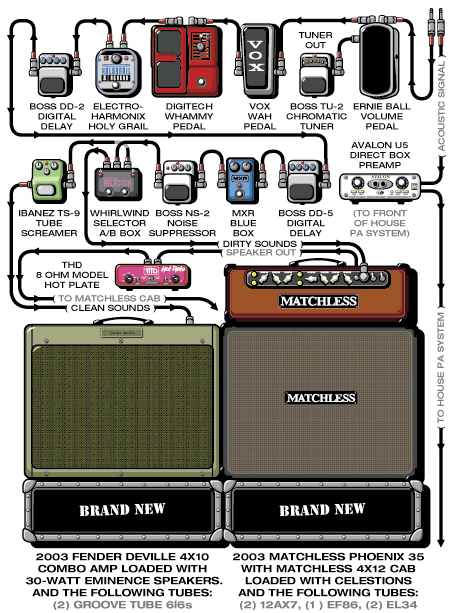 TUNER
OUT
VOX
BOSS DD-2
DIGITAL
DELAY
ELECTRO-
HARMONIX
HOLY GRAIL
DIGITECH
WHAMMY
PEDAL
VOX
WAH
PEDAL
BOSS TU-2
CHROMATIC
TUNER
ERNIE BALL
VOLUME
PEDAL
ACOUSTIC SIGNAL
AVALON U5
DIRECT BOX
PREAMP
AVALON
SELECTOR
MXR
IBANEZ TS-9
TUBE
SCREAMER
WHIRLWIND
SELECTOR
A/B BOX
BOSS NS-2
NOISE
SUPPRESSOR
MXR
BLUE
BOX
BOSS DD-5
DIGITAL
DELAY
(TO FRONT
OF HOUSE
PA SYSTEM)
DIRTY SOUNDS
SPEAKER OUT
THD
8 OHM MODEL
HOT PLATE
THD
Hot Plate
TO MATCHLESS CAB
CLEAN SOUNDS
MATCHLESS
TO HOUSE PA SYSTEM
MATCHLESS
BRAND NEW
BRAND NEW
2003 FENDER DEVILLE 4X10
COMBO AMP LOADED WITH
30-WATT EMINENCE SPEAKERS.
AND THE FOLLOWING TUBES:
(2) GROOVE TUBE 6l6s
2003 MATCHLESS PHOENIX 35
WITH MATCHLESS 4X12 CAB
LOADED WITH CELESTIONS
AND THE FOLLOWING TUBES:
(2) 12AX7, (1 ) EF86, (2) EL34